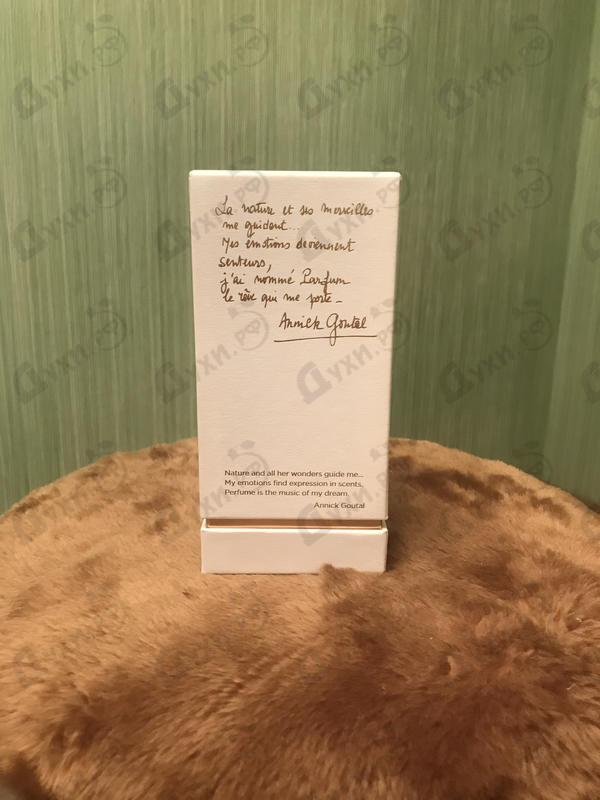 La nature et ses merveilles
me guident...
Mes émotions deviennent
senteurs,
j'ai nommé Parfum
le rêve qui me porte _
Annick Goutal
Nature and all her wonders guide me...
My emotions find expression in scents.
Perfume is the music of my dream.
Annick Goutal
Духи.РФ